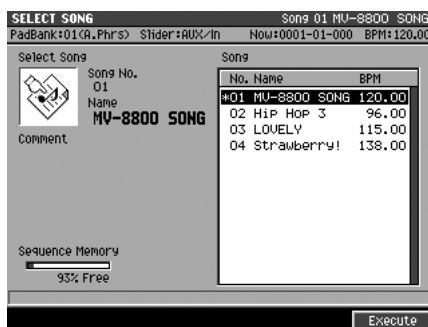 SELECT SONG Song 01 MV-8800 SONG
PadBank:01(A.Phrs) Slider:AUX/In Now:0001-01-000 BPM:120.00
Select Song
Song No.
01
Name
MV-8800 SONG
Comment
Sequence Memory
93% Free
Song
No. Name BPM
*01 MV-8800 SONG 120.00
02 HiP HOP 3 96.00
03 LOVELY 115.00
04 Strawberry! 138.00
Execute